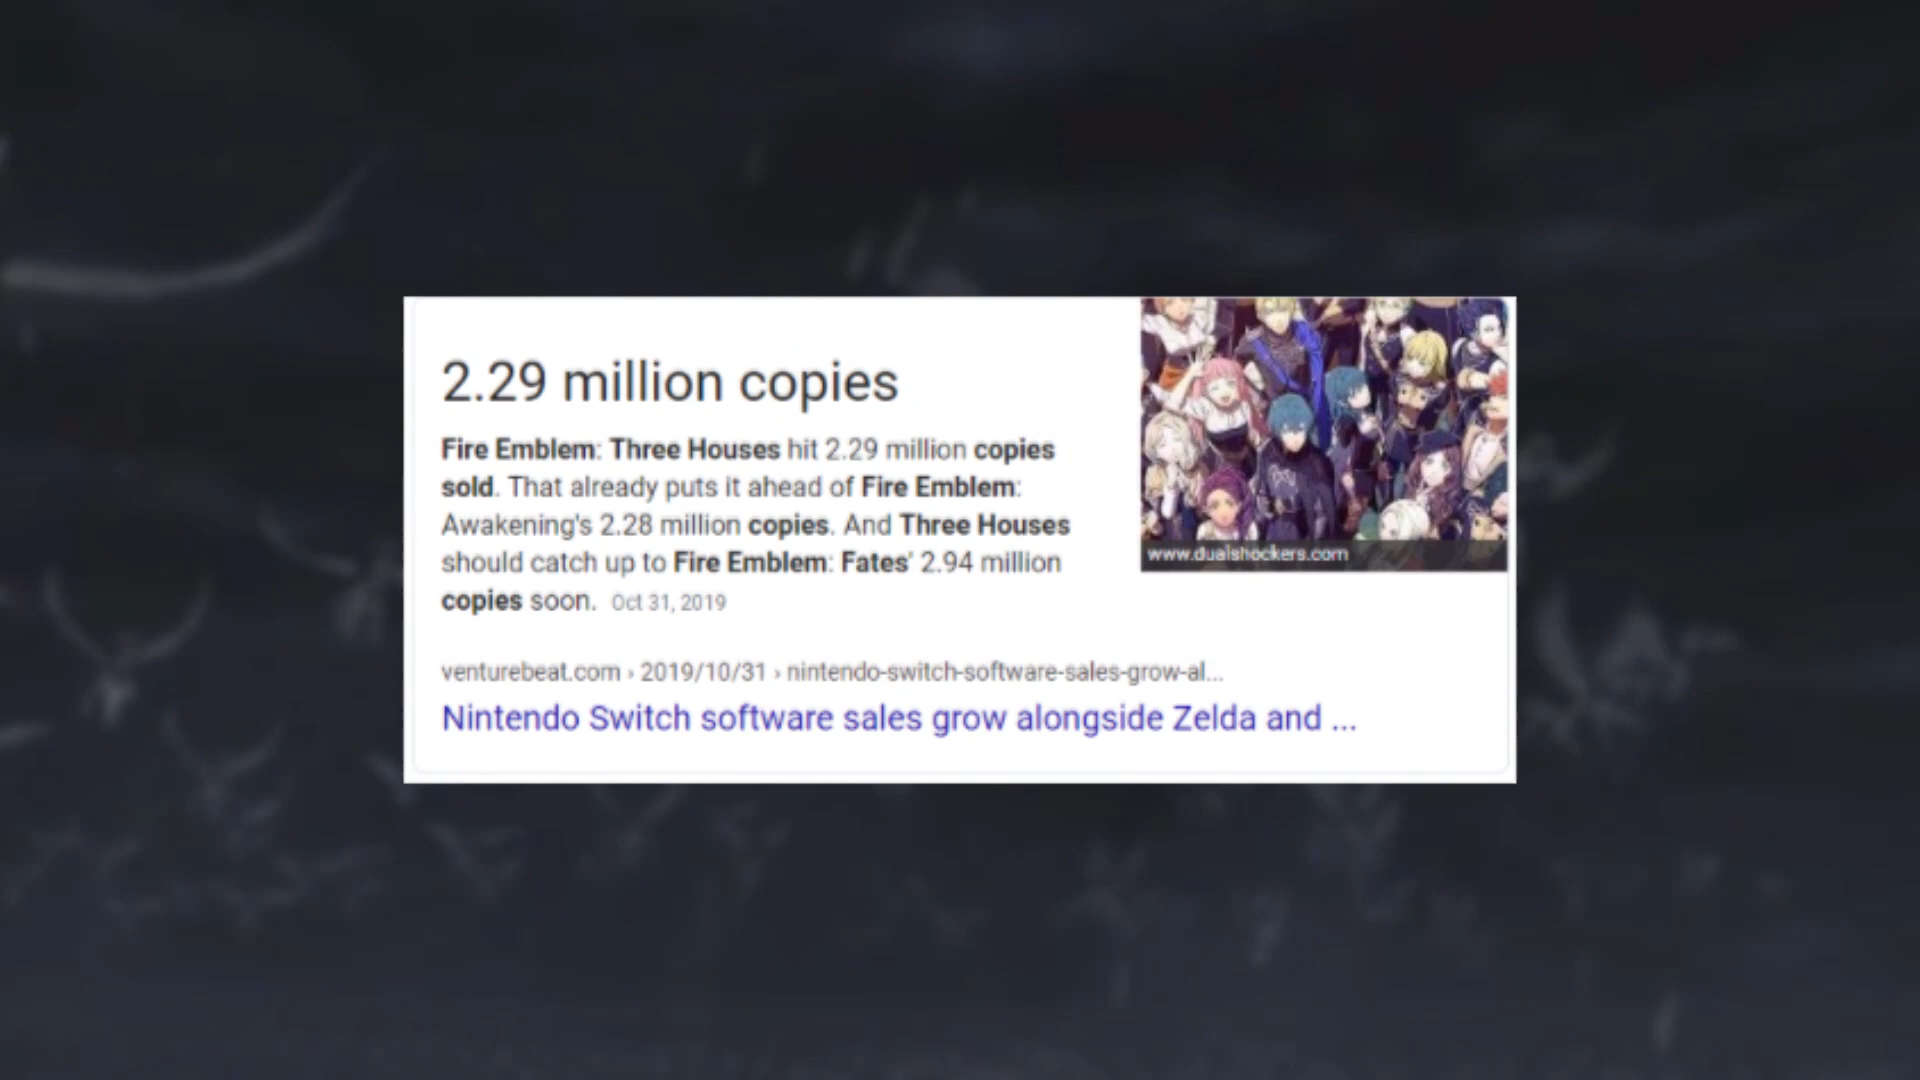 2.29 million copies
Fire Emblem: Three Houses hit 2.29 million copies
sold. That already puts it ahead of Fire Emblem:
Awakening's 2.28 million copies. And Three Houses
should catch up to Fire Emblem: Fates' 2.94 million
copies soon. Oct 31, 2019
www.dualshockers.com
venturebeat.com › 2019/10/31 › nintendo-switch-software-sales-grow-al...
Nintendo Switch software sales grow alongside Zelda and ...